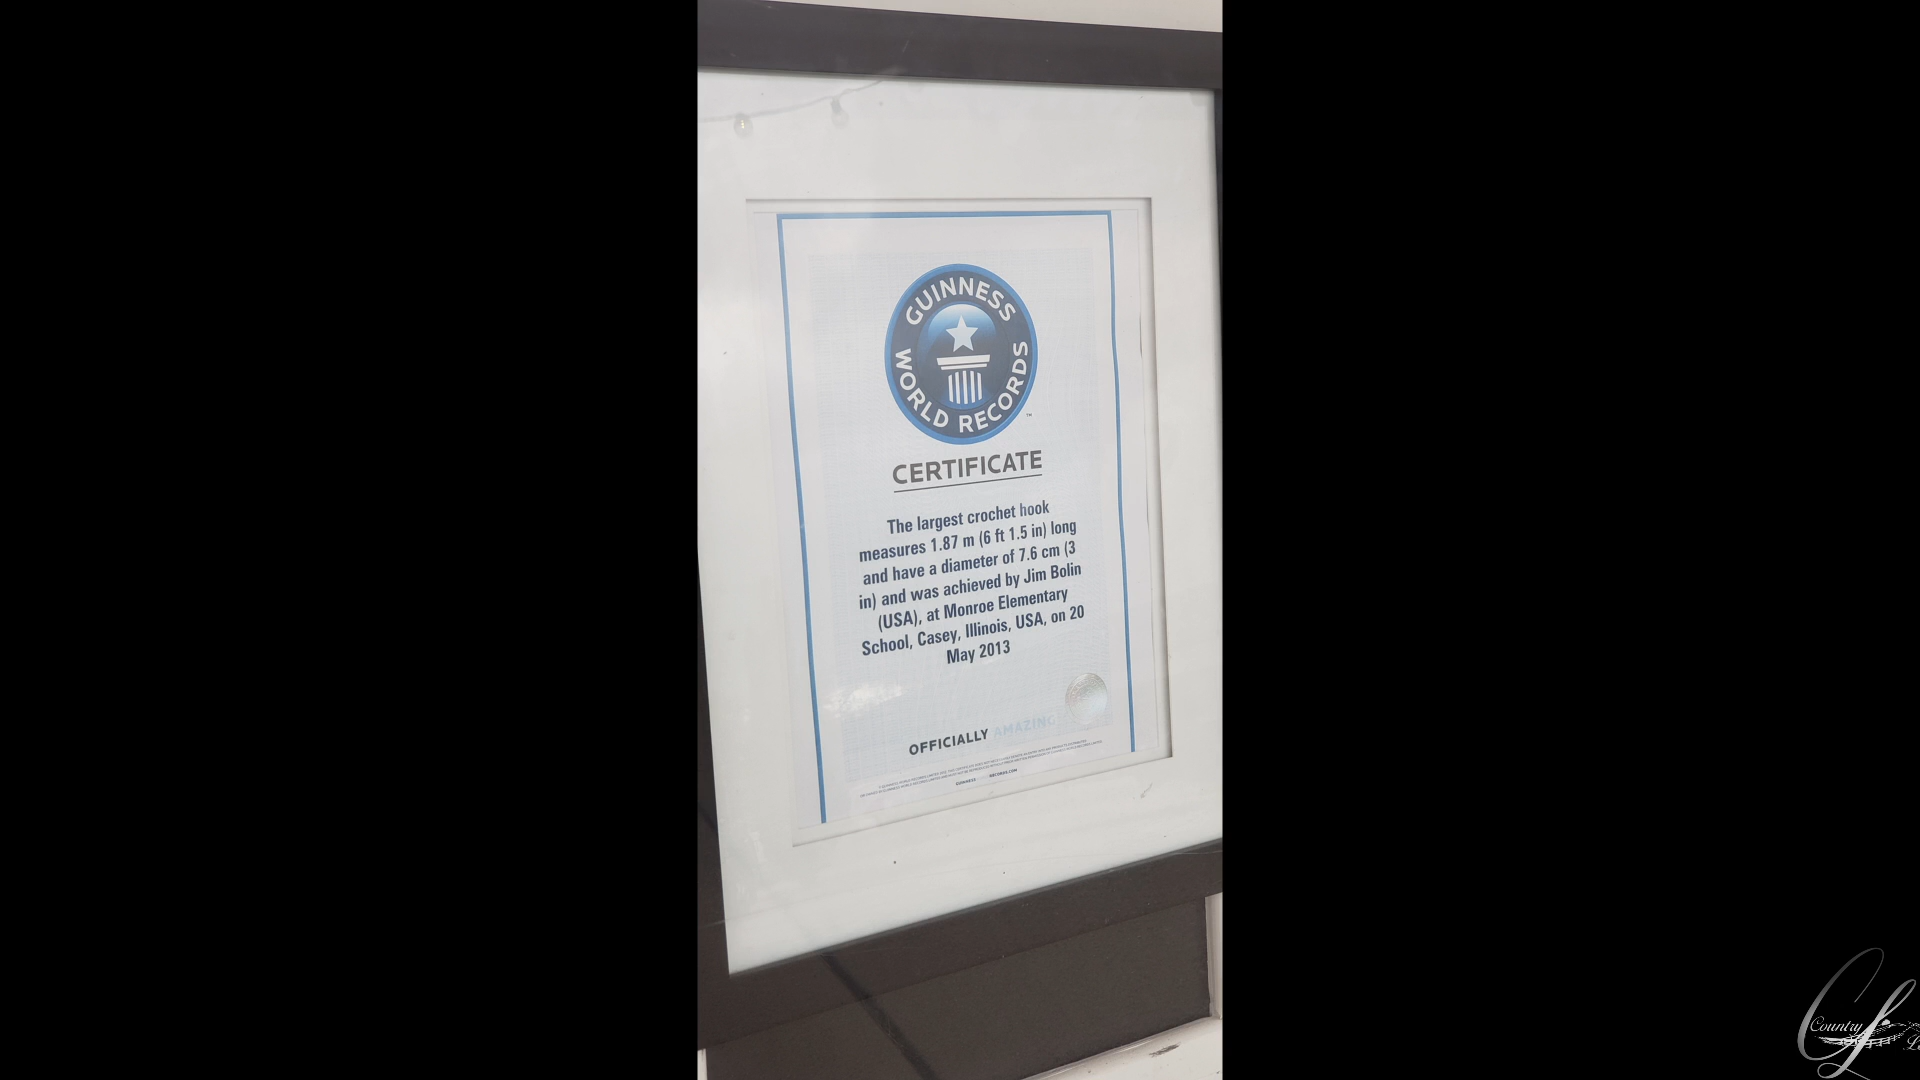 GUINNESS
WORLD RECORDS
™
CERTIFICATE
The largest crochet hook
measures 1.87 m (6 ft 1.5 in) long
and have a diameter of 7.6 cm (3
in) and was achieved by Jim Bolin
(USA), at Monroe Elementary
School, Casey, Illinois, USA, on 20
May 2013
OFFICIALLY AMAZING
Country